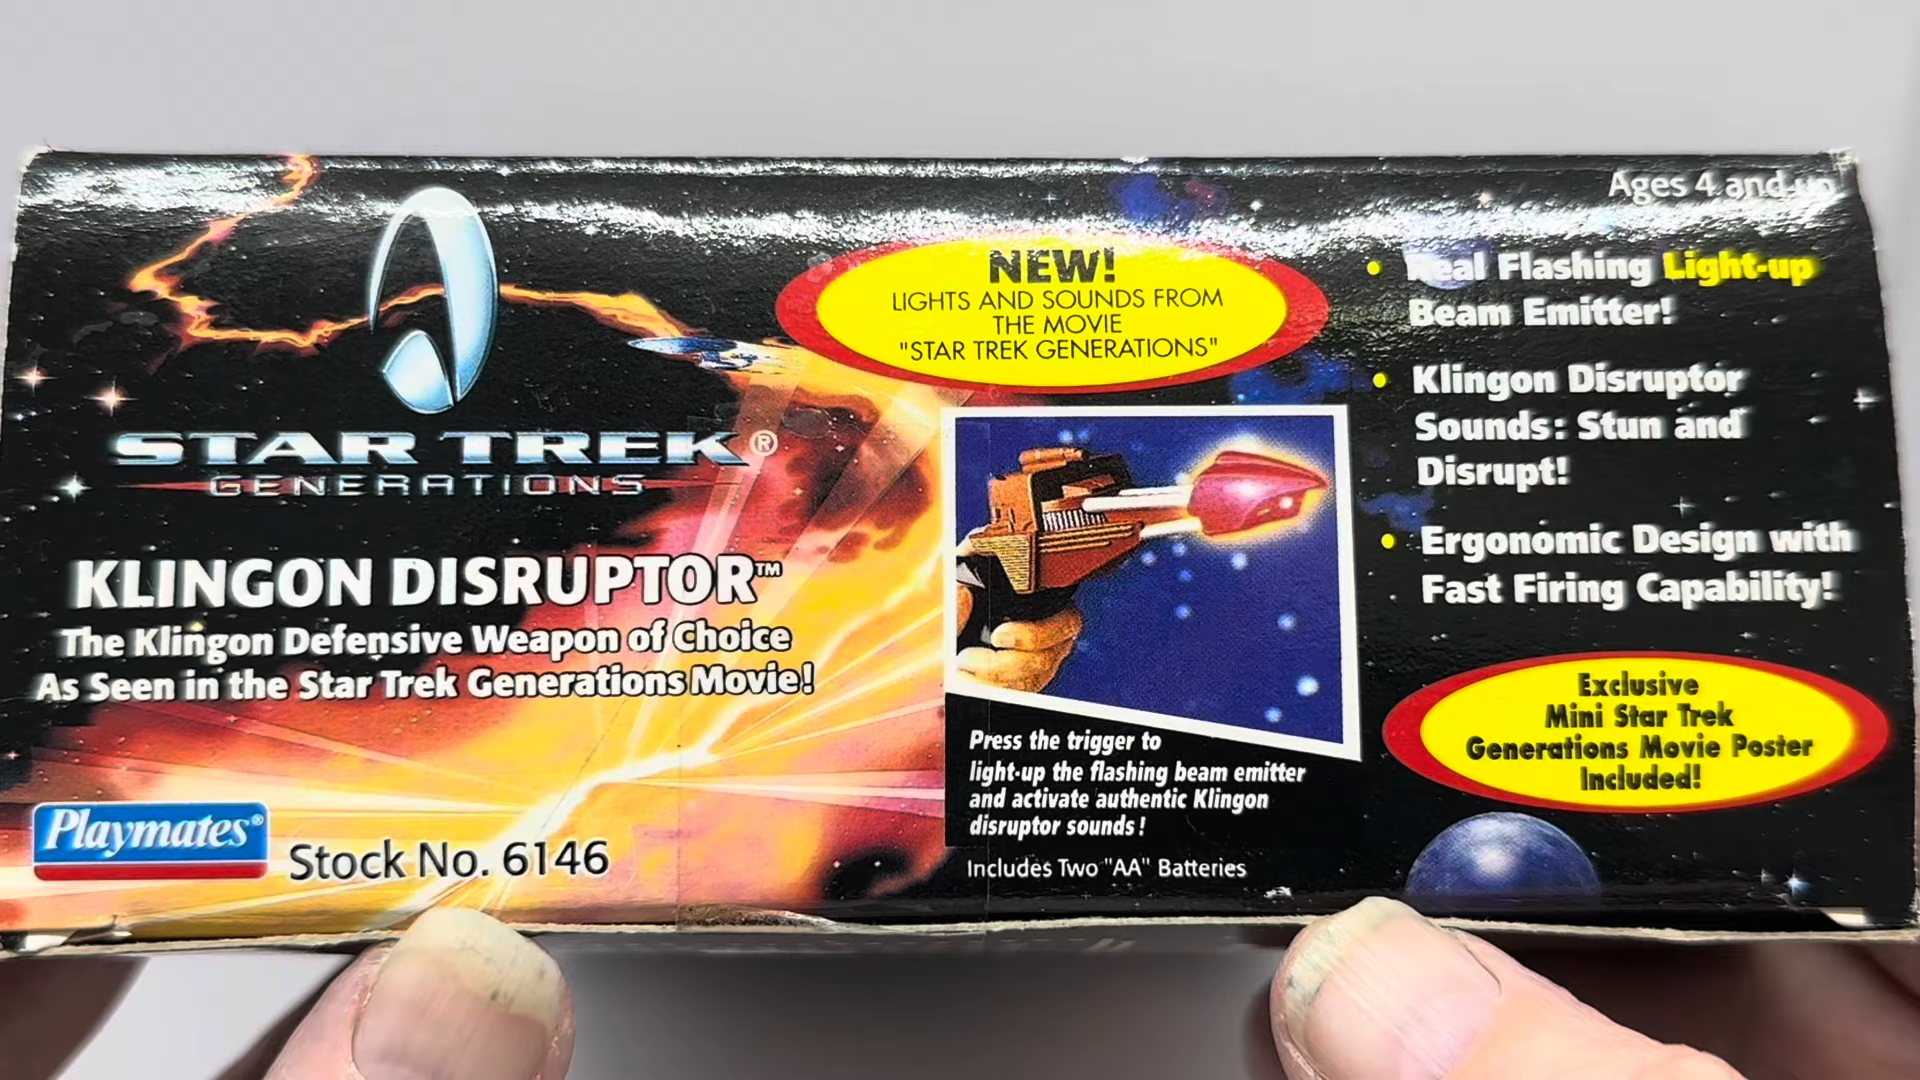 Ages 4 and up
STAR TREK®
GENERATIONS
KLINGON DISRUPTOR™
The Klingon Defensive Weapon of Choice
As Seen in the Star Trek Generations Movie!
Playmates®
Stock No. 6146
NEW!
LIGHTS AND SOUNDS FROM
THE MOVIE
"STAR TREK GENERATIONS"
Press the trigger to
light-up the flashing beam emitter
and activate authentic Klingon
disruptor sounds!
Includes Two "AA" Batteries
• Real Flashing Light-up
Beam Emitter!
• Klingon Disruptor
Sounds: Stun and
Disrupt!
• Ergonomic Design with
Fast Firing Capability!
Exclusive
Mini Star Trek
Generations Movie Poster
Included!